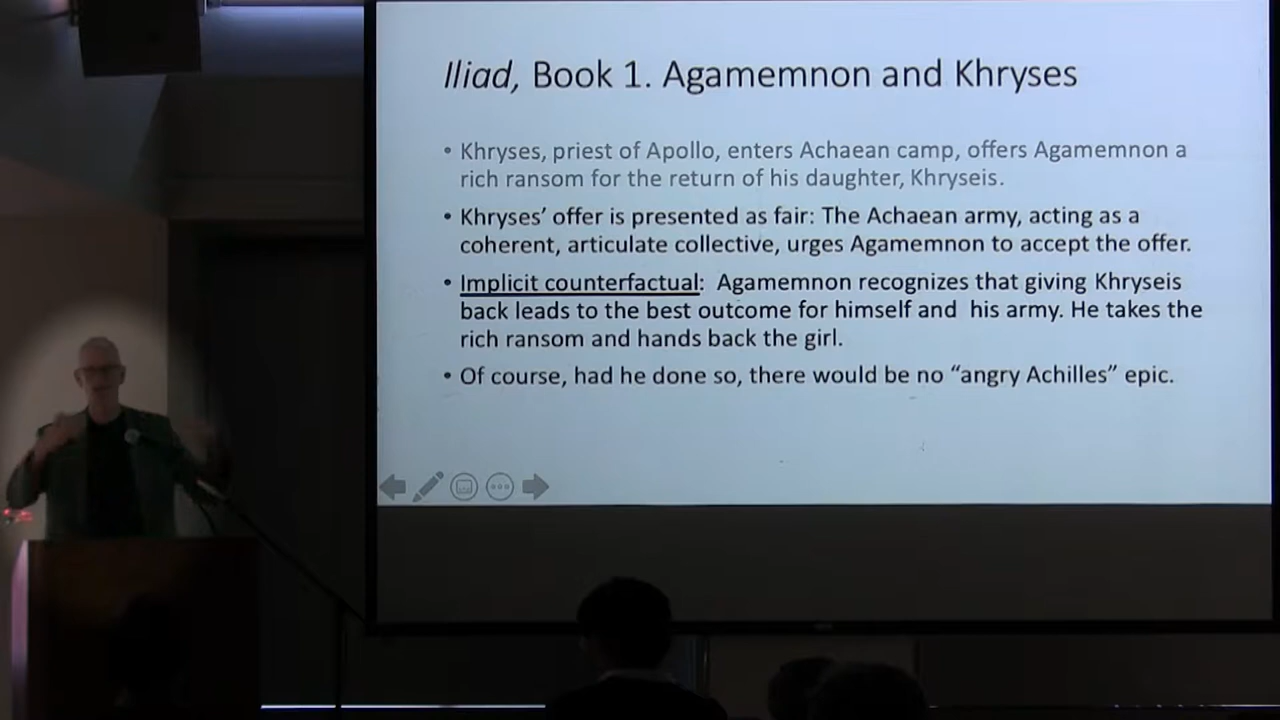 Iliad, Book 1. Agamemnon and Khryses
• Khryses, priest of Apollo, enters Achaean camp, offers Agamemnon a
rich ransom for the return of his daughter, Khryseis.
• Khryses’ offer is presented as fair: The Achaean army, acting as a
coherent, articulate collective, urges Agamemnon to accept the offer.
• Implicit counterfactual: Agamemnon recognizes that giving Khryseis
back leads to the best outcome for himself and his army. He takes the
rich ransom and hands back the girl.
• Of course, had he done so, there would be no “angry Achilles” epic.